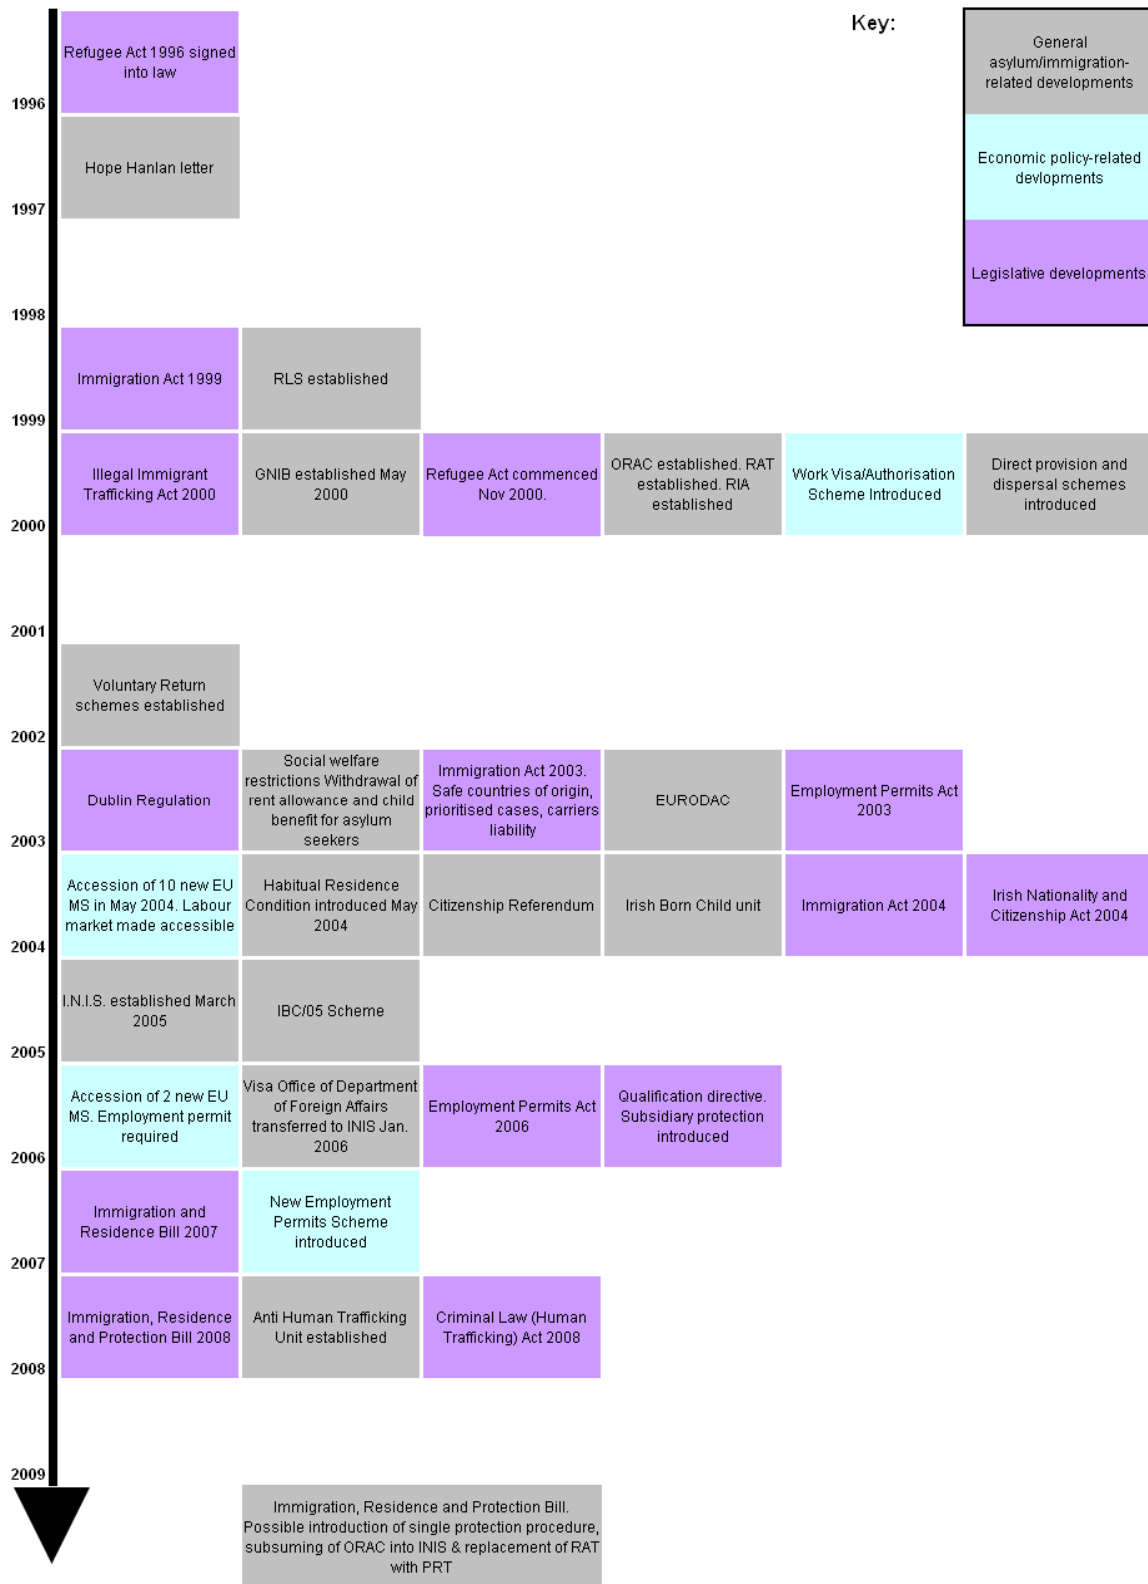 Key:
General
asylum/immigration-
related developments
Economic policy-related
devlopments
Legislative developments
Refugee Act 1996 signed
into law
1996
Hope Hanlan letter
1997
1998
Immigration Act 1999
RLS established
1999
Illegal Immigrant
Trafficking Act 2000
GNIB established May
2000
Refugee Act commenced
Nov 2000.
ORAC established. RAT
established. RIA
established
Work Visa/Authorisation
Scheme Introduced
Direct provision and
dispersal schemes
introduced
2000
2001
Voluntary Return
schemes established
2002
Dublin Regulation
Social welfare
restrictions Withdrawal of
rent allowance and child
benefit for asylum
seekers
Immigration Act 2003.
Safe countries of origin,
prioritised cases, carriers
liability
EURODAC
Employment Permits Act
2003
2003
Accession of 10 new EU
MS in May 2004. Labour
market made accessible
Habitual Residence
Condition introduced May
2004
Citizenship Referendum
Irish Born Child unit
Immigration Act 2004
Irish Nationality and
Citizenship Act 2004
2004
I.N.I.S. established March
2005
IBC/05 Scheme
2005
Accession of 2 new EU
MS. Employment permit
required
Visa Office of Department
of Foreign Affairs
transferred to INIS Jan.
2006
Employment Permits Act
2006
Qualification directive.
Subsidiary protection
introduced
2006
Immigration and
Residence Bill 2007
New Employment
Permits Scheme
introduced
2007
Immigration, Residence
and Protection Bill 2008
Anti Human Trafficking
Unit established
Criminal Law (Human
Trafficking) Act 2008
2008
2009
Immigration, Residence and Protection Bill.
Possible introduction of single protection procedure,
subsuming of ORAC into INIS & replacement of RAT
with PRT